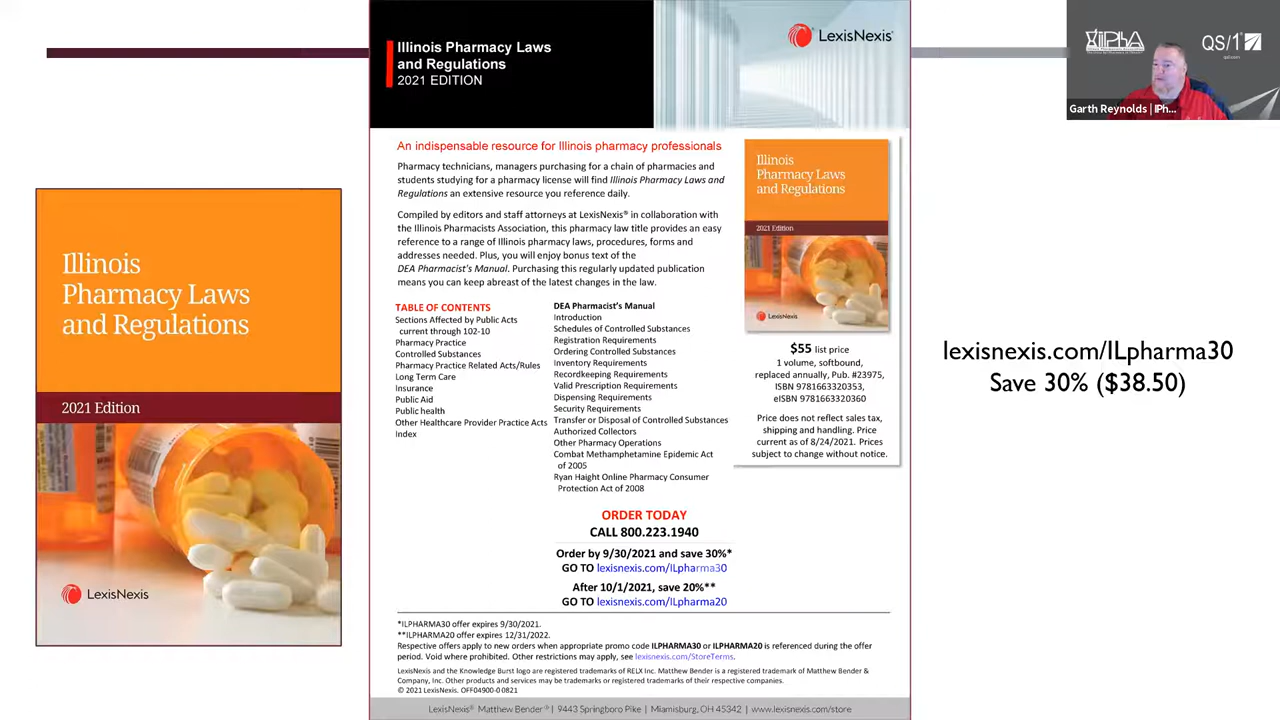 Illinois Pharmacy Laws
and Regulations
2021 EDITION
LexisNexis®
IPhA
QS/1®
qs1.com
Garth Reynolds | IPh...
An indispensable resource for Illinois pharmacy professionals
Pharmacy technicians, managers purchasing for a chain of pharmacies and
students studying for a pharmacy license will find Illinois Pharmacy Laws and
Regulations an extensive resource you reference daily.
Compiled by editors and staff attorneys at LexisNexis® in collaboration with
the Illinois Pharmacists Association, this pharmacy law title provides an easy
reference to a range of Illinois pharmacy laws, procedures, forms and
addresses needed. Plus, you will enjoy bonus text of the
DEA Pharmacist's Manual. Purchasing this regularly updated publication
means you can keep abreast of the latest changes in the law.
TABLE OF CONTENTS
Sections Affected by Public Acts
current through 102-10
Pharmacy Practice
Controlled Substances
Pharmacy Practice Related Acts/Rules
Long Term Care
Insurance
Public Aid
Public health
Other Healthcare Provider Practice Acts
Index
DEA Pharmacist's Manual
Introduction
Schedules of Controlled Substances
Registration Requirements
Ordering Controlled Substances
Inventory Requirements
Recordkeeping Requirements
Valid Prescription Requirements
Dispensing Requirements
Security Requirements
Transfer or Disposal of Controlled Substances
Authorized Collectors
Other Pharmacy Operations
Combat Methamphetamine Epidemic Act
of 2005
Ryan Haight Online Pharmacy Consumer
Protection Act of 2008
Illinois
Pharmacy Laws
and Regulations
2021 Edition
LexisNexis
$55 list price
1 volume, softbound,
replaced annually, Pub. #23975,
ISBN 9781663320353,
eISBN 9781663320360
Price does not reflect sales tax,
shipping and handling. Price
current as of 8/24/2021. Prices
subject to change without notice.
ORDER TODAY
CALL 800.223.1940
Order by 9/30/2021 and save 30%*
GO TO lexisnexis.com/ILpharma30
After 10/1/2021, save 20%**
GO TO lexisnexis.com/ILpharma20
*ILPHARMA30 offer expires 9/30/2021.
**ILPHARMA20 offer expires 12/31/2022.
Respective offers apply to new orders when appropriate promo code ILPHARMA30 or ILPHARMA20 is referenced during the offer
period. Void where prohibited. Other restrictions may apply, see lexisnexis.com/StoreTerms.
LexisNexis and the Knowledge Burst logo are registered trademarks of RELX Inc. Matthew Bender is a registered trademark of Matthew Bender &
Company, Inc. Other products and services may be trademarks or registered trademarks of their respective companies.
© 2021 LexisNexis. OFF04900-0 0821
LexisNexis® Matthew Bender® | 9443 Springboro Pike | Miamisburg, OH 45342 | www.lexisnexis.com/store
Illinois
Pharmacy Laws
and Regulations
2021 Edition
LexisNexis
lexisnexis.com/ILpharma30
Save 30% ($38.50)